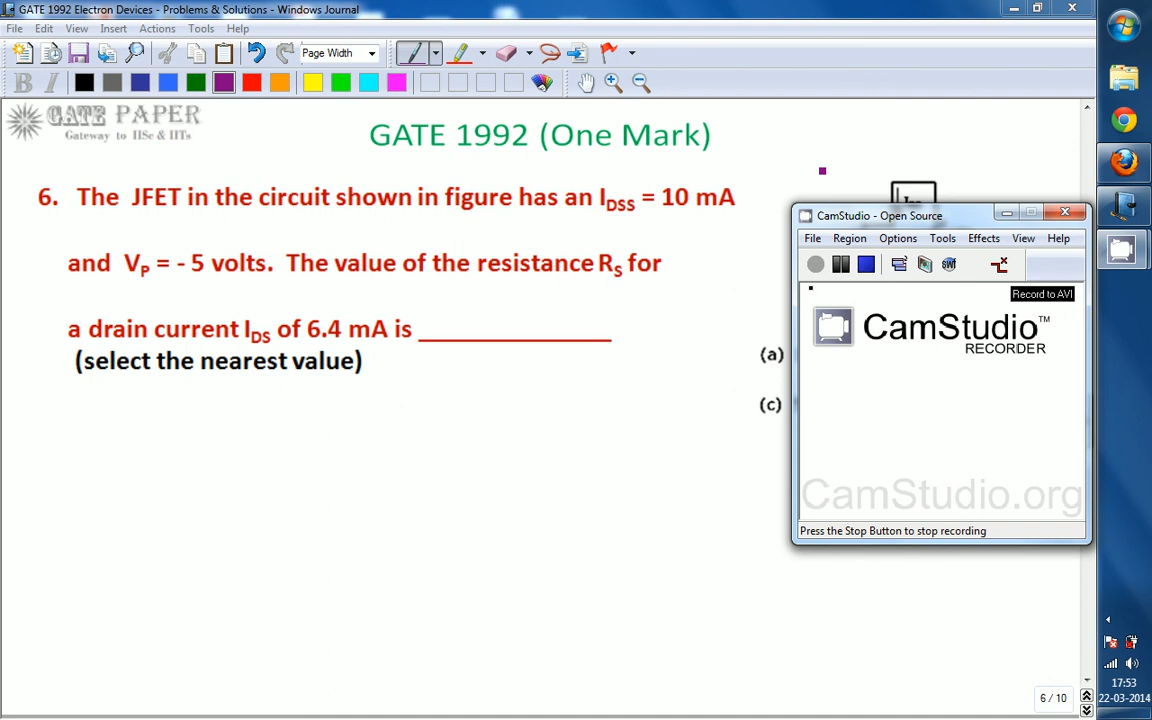 GATE 1992 Electron Devices - Problems & Solutions - Windows Journal
File Edit View Insert Actions Tools Help
Page Width
B I
GATE PAPER
Gateway to IISc & IITs
GATE 1992 (One Mark)
6. The JFET in the circuit shown in figure has an IDSS = 10 mA
and VP = - 5 volts. The value of the resistance RS for
a drain current IDS of 6.4 mA is
(select the nearest value)
(a)
(c)
CamStudio - Open Source
File Region Options Tools Effects View Help
SWF
Record to AVI
CamStudio™
RECORDER
CamStudio.org
Press the Stop Button to stop recording
6 / 10
17:53
22-03-2014